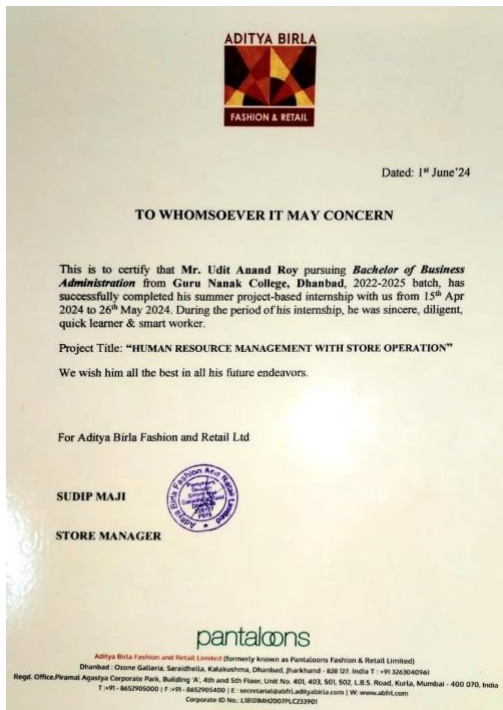 ADITYA BIRLA
FASHION & RETAIL
Dated: 1st June'24
TO WHOMSOEVER IT MAY CONCERN
This is to certify that Mr. Udit Anand Roy pursuing Bachelor of Business
Administration from Guru Nanak College, Dhanbad, 2022-2025 batch, has
successfully completed his summer project-based internship with us from 15th Apr
2024 to 26th May 2024. During the period of his internship, he was sincere, diligent,
quick learner & smart worker.
Project Title: “HUMAN RESOURCE MANAGEMENT WITH STORE OPERATION”
We wish him all the best in all his future endeavors.
For Aditya Birla Fashion and Retail Ltd
Aditya Birla Fashion And Retail Limited
SUDIP MAJI
STORE MANAGER
pantaloons
Aditya Birla Fashion and Retail Limited (formerly known as Pantaloons Fashion & Retail Limited)
Dhanbad : Ozone Galleria, Saraidhella, Kalakushma, Dhanbad, Jharkhand - 828 127. India T : +91 3263040961
Regd. Office.Piramal Agastya Corporate Park, Building 'A', 4th and 5th Floor, Unit No. 401, 403, 501, 502, L.B.S. Road, Kurla, Mumbai - 400 070, India
T :+91 - 8652905000 | F :+91 - 8652905400 | E : secretarial@abfrl.adityabirla.com | W: www.abfrl.com
Corporate ID No.: L18101MH2007PLC233901